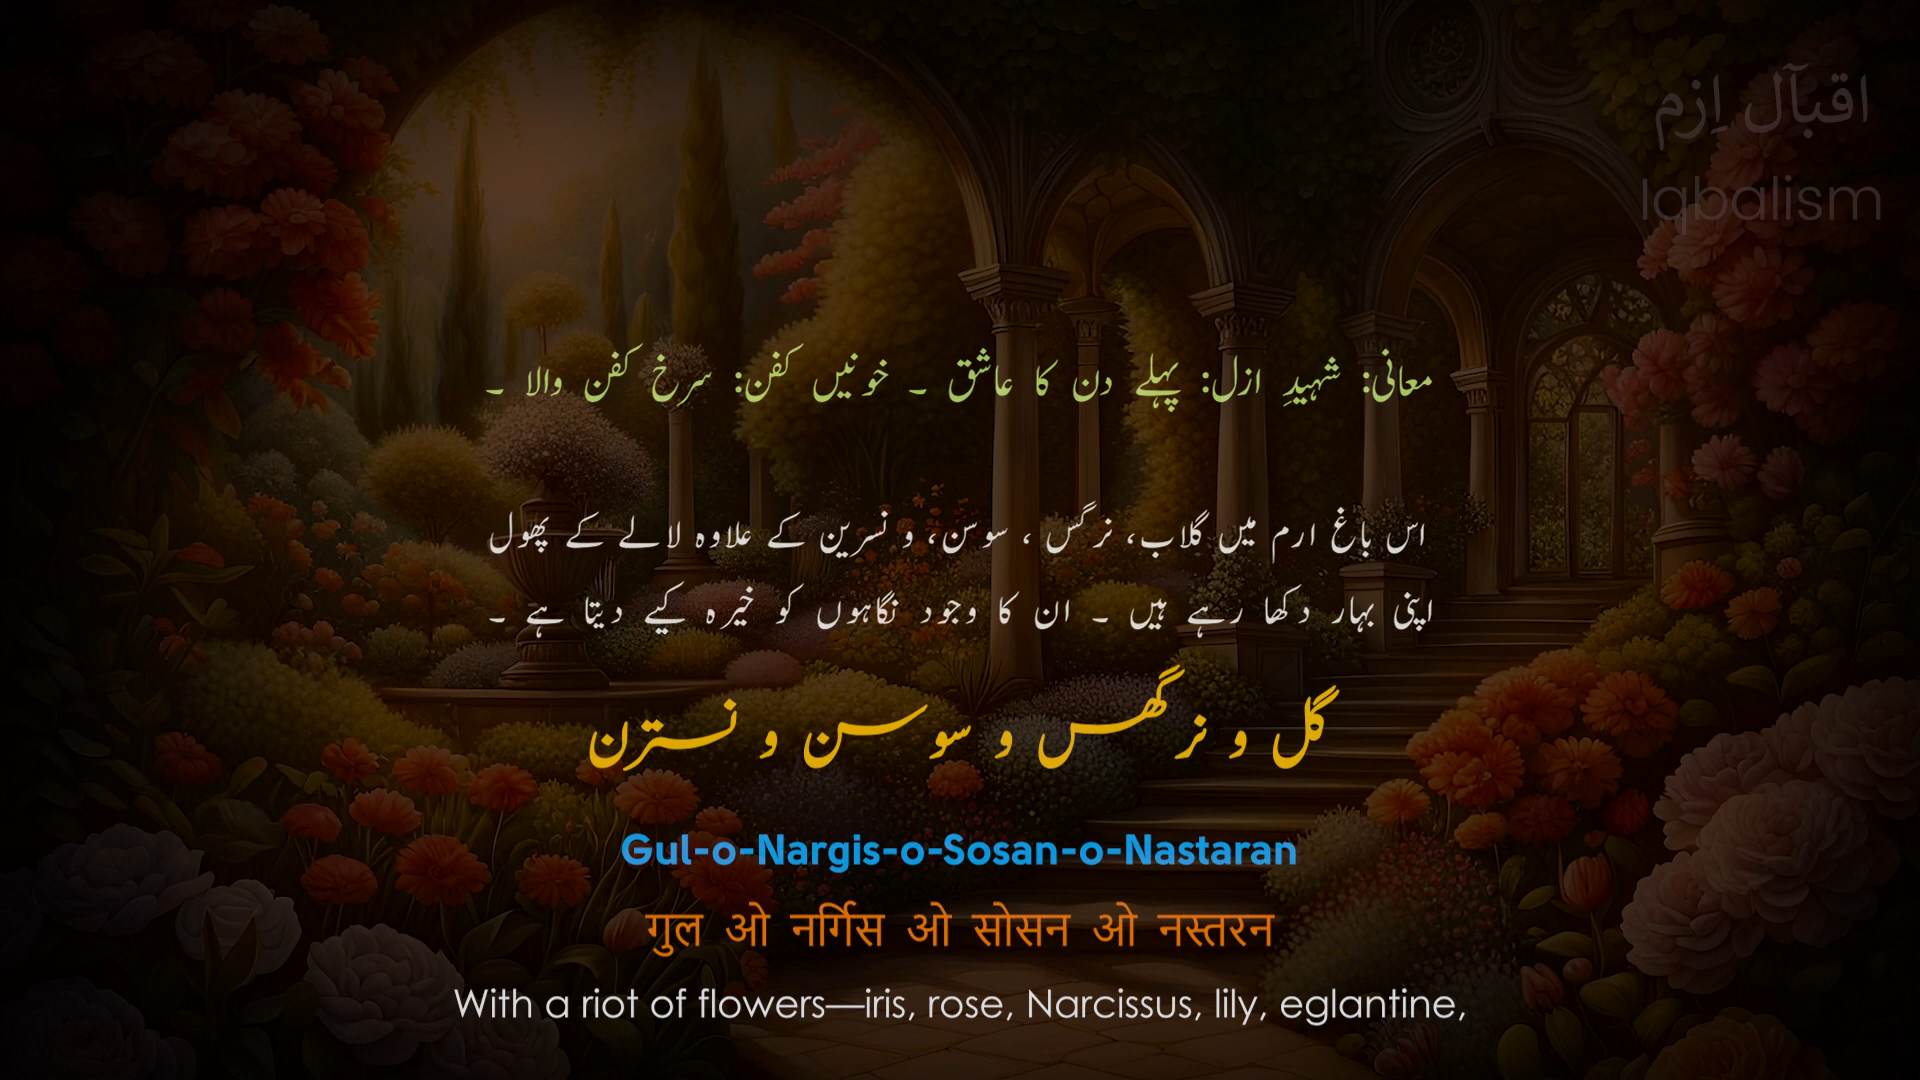 اقبآل اِزم
Iqbalism
معانی: شہیدِ ازل: پہلے دن کا عاشق ۔ خونیں کفن: سرخ کفن والا ۔
اس باغِ ارم میں گلاب، نرگس ، سوسن، و نسرین کے علاوہ لالے کے پھول
اپنی بہار دکھا رہے ہیں ۔ ان کا وجود نگاہوں کو خیرہ کیے دیتا ہے ۔
گل و نرگس و سوسن و نسترن
Gul-o-Nargis-o-Sosan-o-Nastaran
गुल ओ नर्गिस ओ सोसन ओ नस्तरन
With a riot of flowers—iris, rose, Narcissus, lily, eglantine,